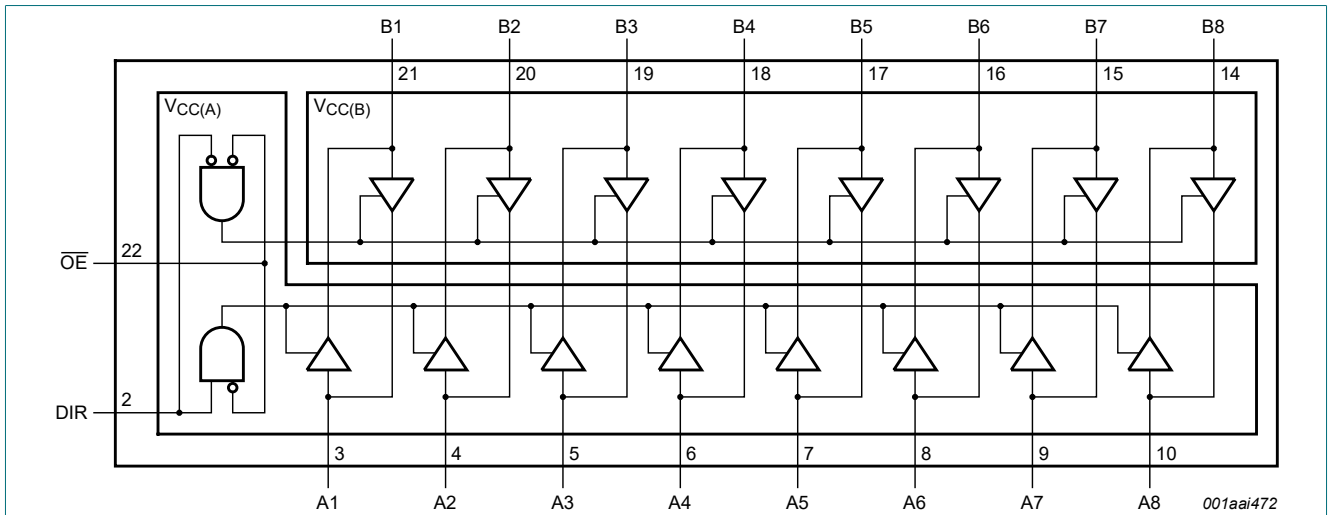 B1 B2 B3 B4 B5 B6 B7 B8
21 20 19 18 17 16 15 14
VCC(A) VCC(B)
OE 22
DIR 2
3 4 5 6 7 8 9 10
A1 A2 A3 A4 A5 A6 A7 A8 001aai472